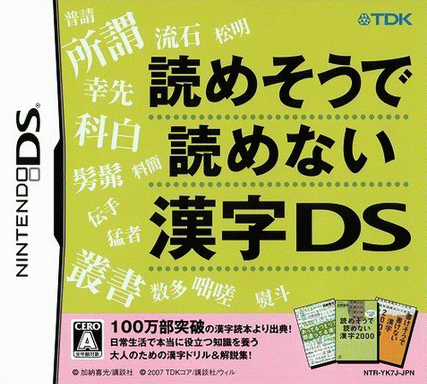 TDK
普請
所謂
流石
松明
幸先
科白
髣髴
料簡
伝手
猛者
叢書
数多
咄嗟
熨斗
読めそうで
読めない
漢字DS
NINTENDO DS
CERO
A
全年齢対象
100万部突破の漢字読本より出典!
日常生活で本当に役立つ知識を養う
大人のための漢字ドリル&解説集!
© 加納喜光/講談社 © 2007 TDKコア/講談社/ウィル
読めそうで
読めない
漢字2000
NTR-YK7J-JPN